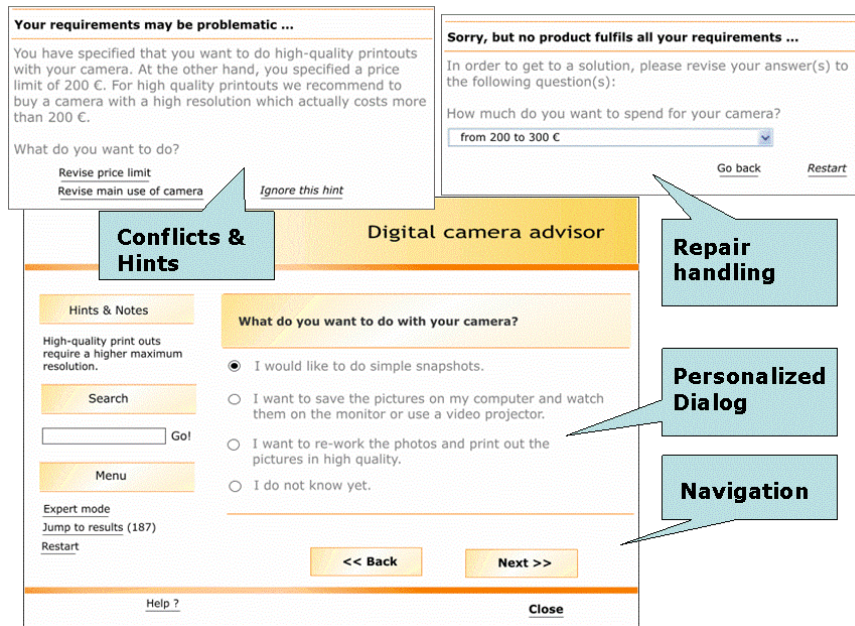 Your requirements may be problematic ...
You have specified that you want to do high-quality printouts
with your camera. At the other hand, you specified a price
limit of 200 €. For high quality printouts we recommend to
buy a camera with a high resolution which actually costs more
than 200 €.
What do you want to do?
Revise price limit
Revise main use of camera
Ignore this hint
Sorry, but no product fulfils all your requirements ...
In order to get to a solution, please revise your answer(s) to
the following question(s):
How much do you want to spend for your camera?
from 200 to 300 €
Go back
Restart
Conflicts &
Hints
Digital camera advisor
Repair
handling
Hints & Notes
High-quality print outs
require a higher maximum
resolution.
Search
Go!
Menu
Expert mode
Jump to results (187)
Restart
What do you want to do with your camera?
I would like to do simple snapshots.
I want to save the pictures on my computer and watch
them on the monitor or use a video projector.
I want to re-work the photos and print out the
pictures in high quality.
I do not know yet.
<< Back
Next >>
Personalized
Dialog
Navigation
Help ?
Close